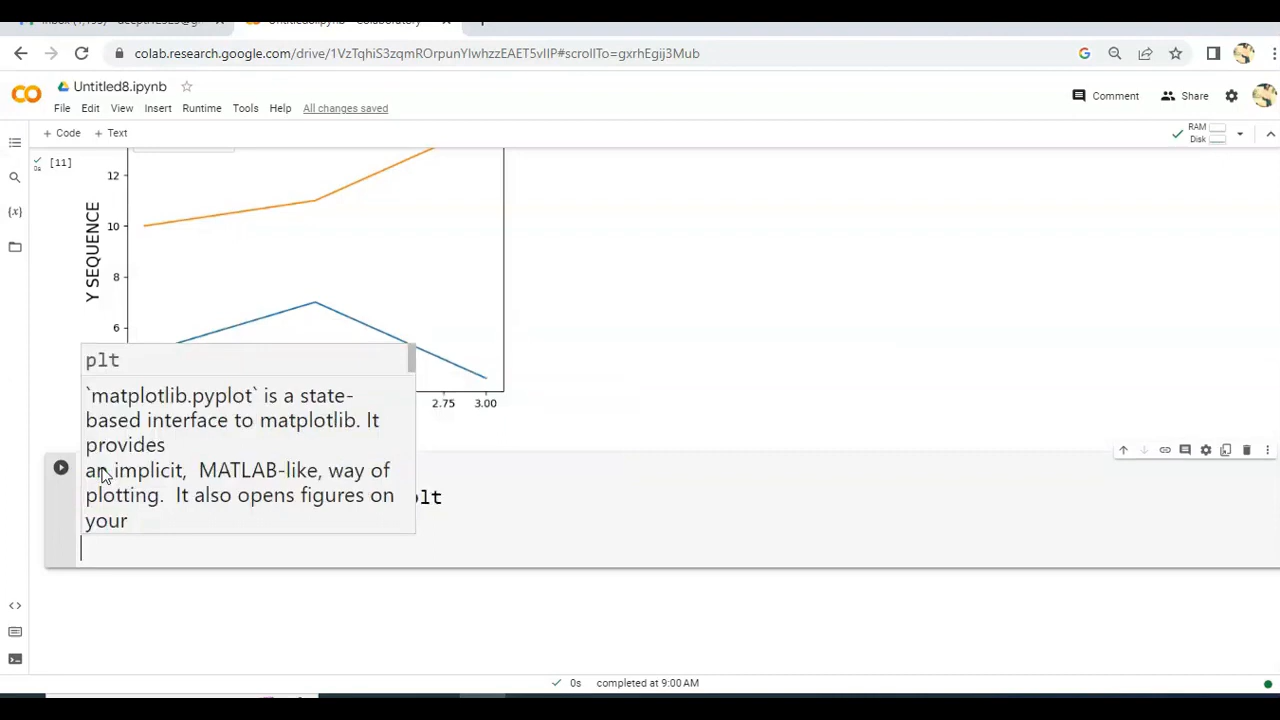 colab.research.google.com/drive/1VzTqhiS3zqmROrpunYIwhzzEAET5vIIP#scrollTo=gxrhEgij3Mub
Untitled8.ipynb
File Edit View Insert Runtime Tools Help All changes saved
Comment Share
+ Code + Text
RAM
Disk
[11]
0s
12
10
8
6
Y SEQUENCE
2.75 3.00
plt
`matplotlib.pyplot` is a state-
based interface to matplotlib. It
provides
an implicit, MATLAB-like, way of
plotting. It also opens figures on
your
plt
0s completed at 9:00 AM